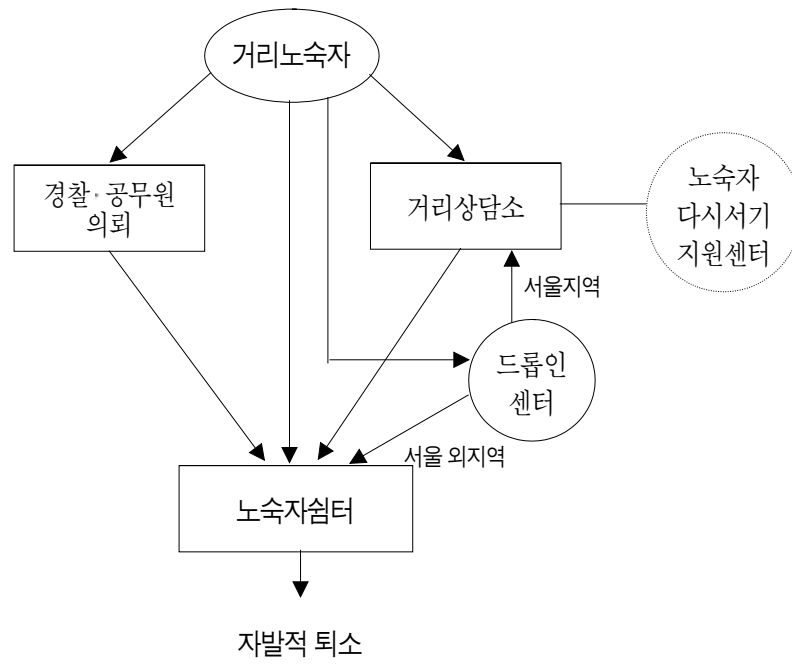 거리노숙자
경찰·공무원
의뢰
거리상담소
노숙자
다시서기
지원센터
서울지역
드롭인
센터
서울 외지역
노숙자쉼터
자발적 퇴소